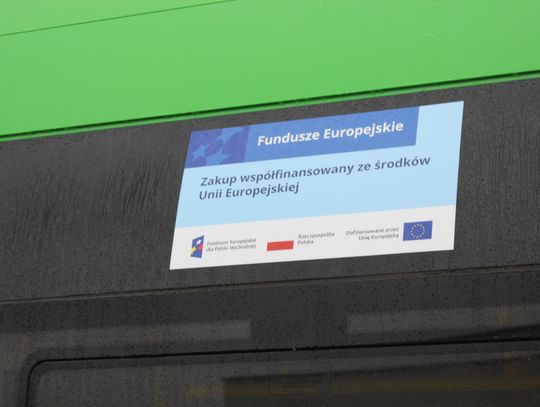 Fundusze Europejskie
Zakup współfinansowany ze środków
Unii Europejskiej
Fundusze Europejskie
dla Polski Wschodniej
Rzeczpospolita
Polska
Dofinansowane przez
Unię Europejską